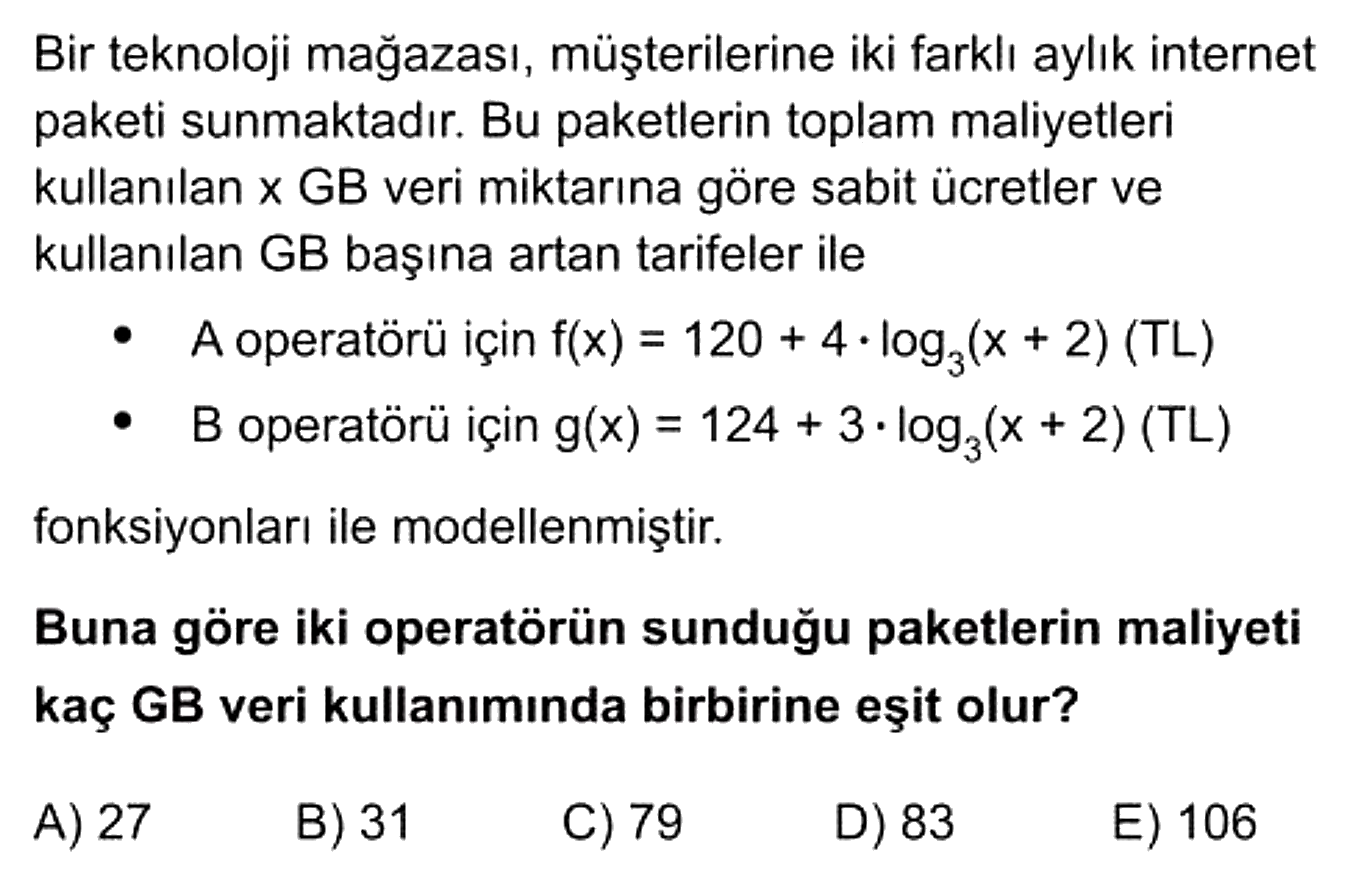 Bir teknoloji mağazası, müşterilerine iki farklı aylık internet
paketi sunmaktadır. Bu paketlerin toplam maliyetleri
kullanılan x GB veri miktarına göre sabit ücretler ve
kullanılan GB başına artan tarifeler ile
• A operatörü için f(x) = 120 + 4 · log₃(x + 2) (TL)
• B operatörü için g(x) = 124 + 3 · log₃(x + 2) (TL)
fonksiyonları ile modellenmiştir.
Buna göre iki operatörün sunduğu paketlerin maliyeti
kaç GB veri kullanımında birbirine eşit olur?
A) 27 B) 31 C) 79 D) 83 E) 106